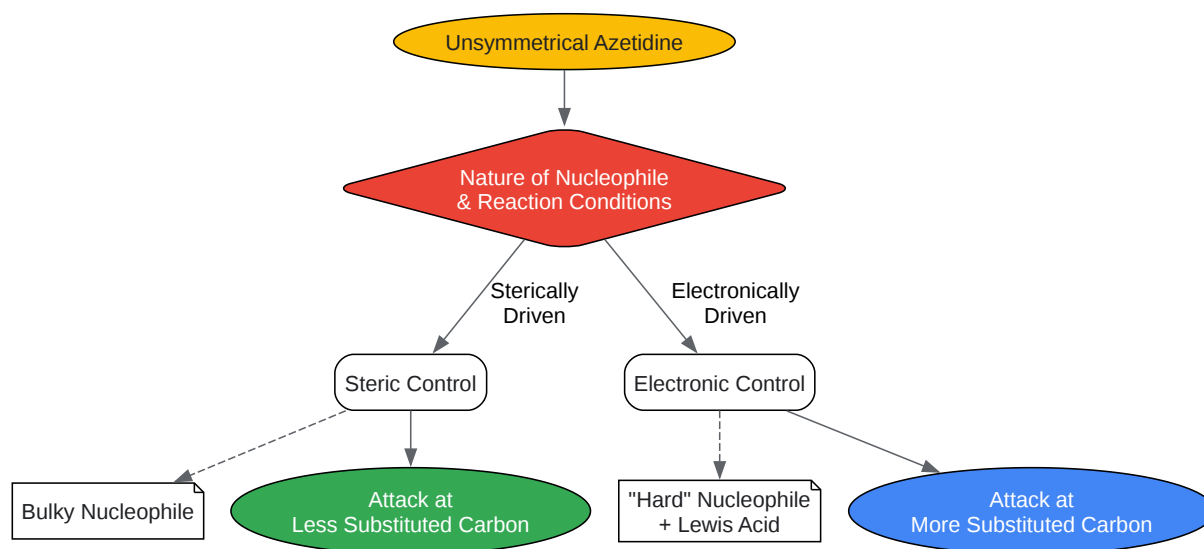 Unsymmetrical Azetidine
Nature of Nucleophile
& Reaction Conditions
Sterically
Driven
Electronically
Driven
Steric Control
Electronic Control
Bulky Nucleophile
Attack at
Less Substituted Carbon
"Hard" Nucleophile
+ Lewis Acid
Attack at
More Substituted Carbon